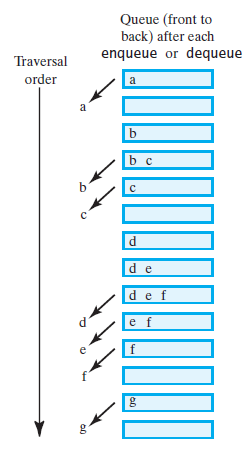 Queue (front to
back) after each
enqueue or dequeue
Traversal
order
a
a
b
b c
b
c
c
d
d e
d e f
d
e f
e
f
f
g
g